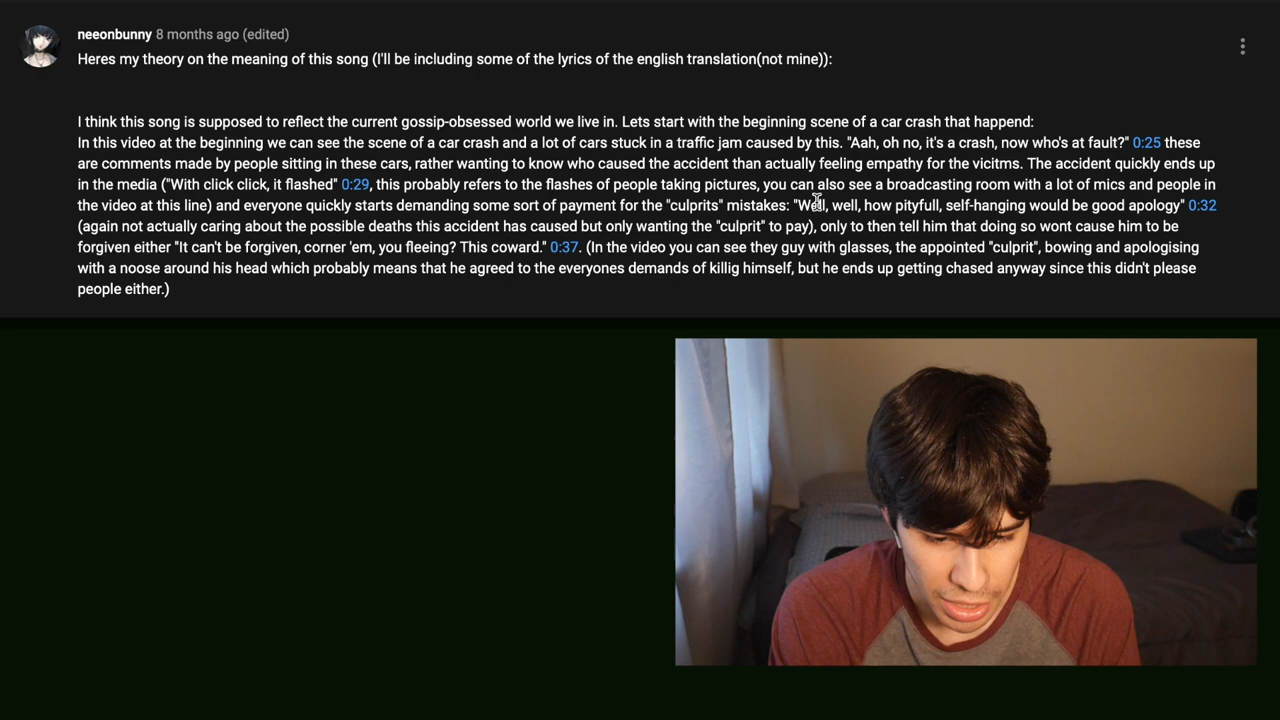 neeonbunny 8 months ago (edited)
Heres my theory on the meaning of this song (I'll be including some of the lyrics of the english translation(not mine)):
I think this song is supposed to reflect the current gossip-obsessed world we live in. Lets start with the beginning scene of a car crash that happend:
In this video at the beginning we can see the scene of a car crash and a lot of cars stuck in a traffic jam caused by this. "Aah, oh no, it's a crash, now who's at fault?" 0:25 these
are comments made by people sitting in these cars, rather wanting to know who caused the accident than actually feeling empathy for the vicitms. The accident quickly ends up
in the media ("With click click, it flashed" 0:29, this probably refers to the flashes of people taking pictures, you can also see a broadcasting room with a lot of mics and people in
the video at this line) and everyone quickly starts demanding some sort of payment for the "culprits" mistakes: "Well, well, how pityfull, self-hanging would be good apology" 0:32
(again not actually caring about the possible deaths this accident has caused but only wanting the "culprit" to pay), only to then tell him that doing so wont cause him to be
forgiven either "It can't be forgiven, corner 'em, you fleeing? This coward." 0:37. (In the video you can see they guy with glasses, the appointed "culprit", bowing and apologising
with a noose around his head which probably means that he agreed to the everyones demands of killig himself, but he ends up getting chased anyway since this didn't please
people either.)